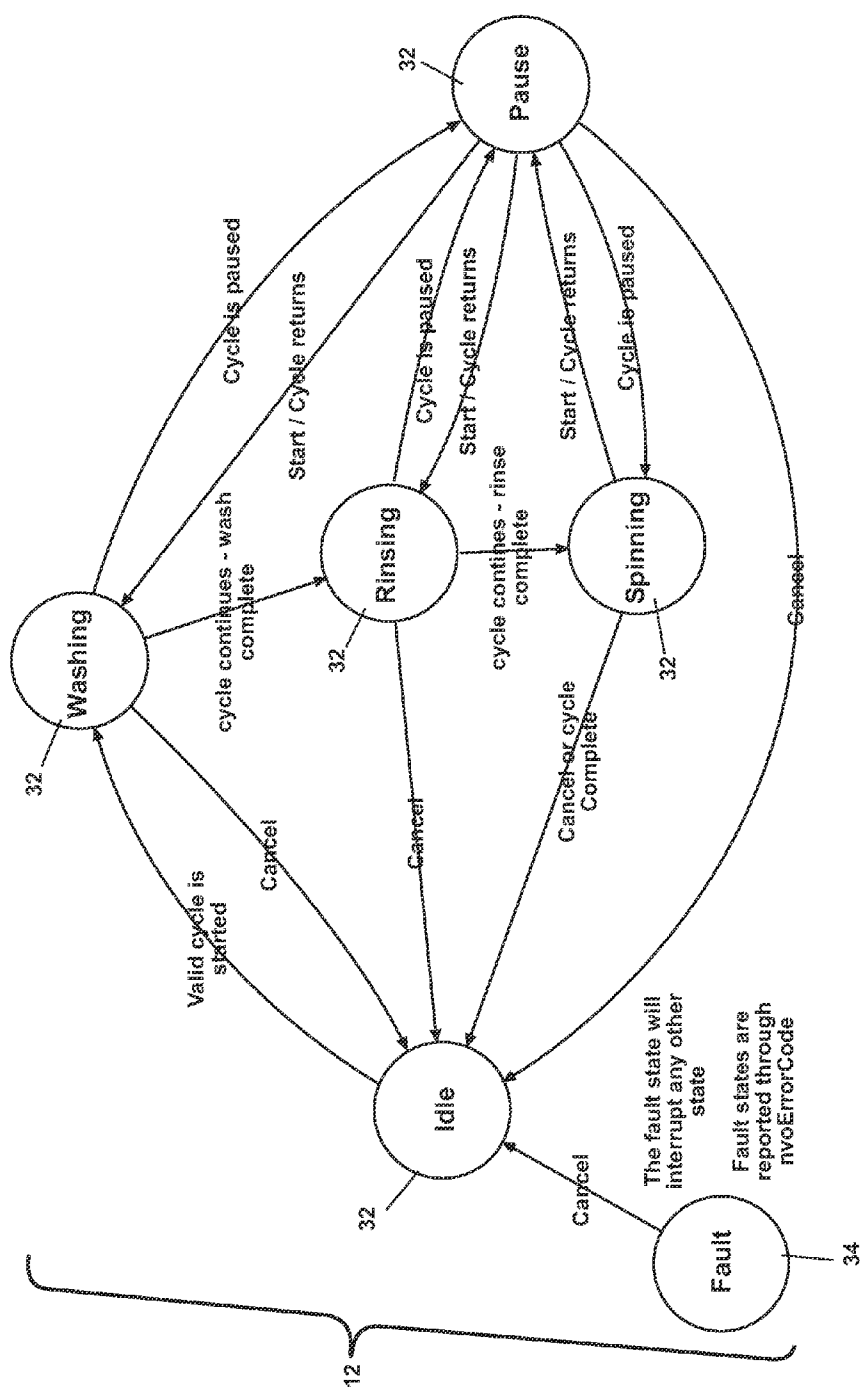 12
Fault
34
The fault state will
interrupt any other
state
Fault states are
reported through
nvoErrorCode
Cancel
Idle
32
Valid cycle is
started
Cancel
Cancel
Cancel or cycle
Complete
Cancel
Washing
32
cycle continues - wash
complete
Rinsing
32
cycle contines - rinse
complete
Spinning
32
Cycle is paused
Start / Cycle returns
Cycle is paused
Start / Cycle returns
Start / Cycle returns
Cycle is paused
Pause
32